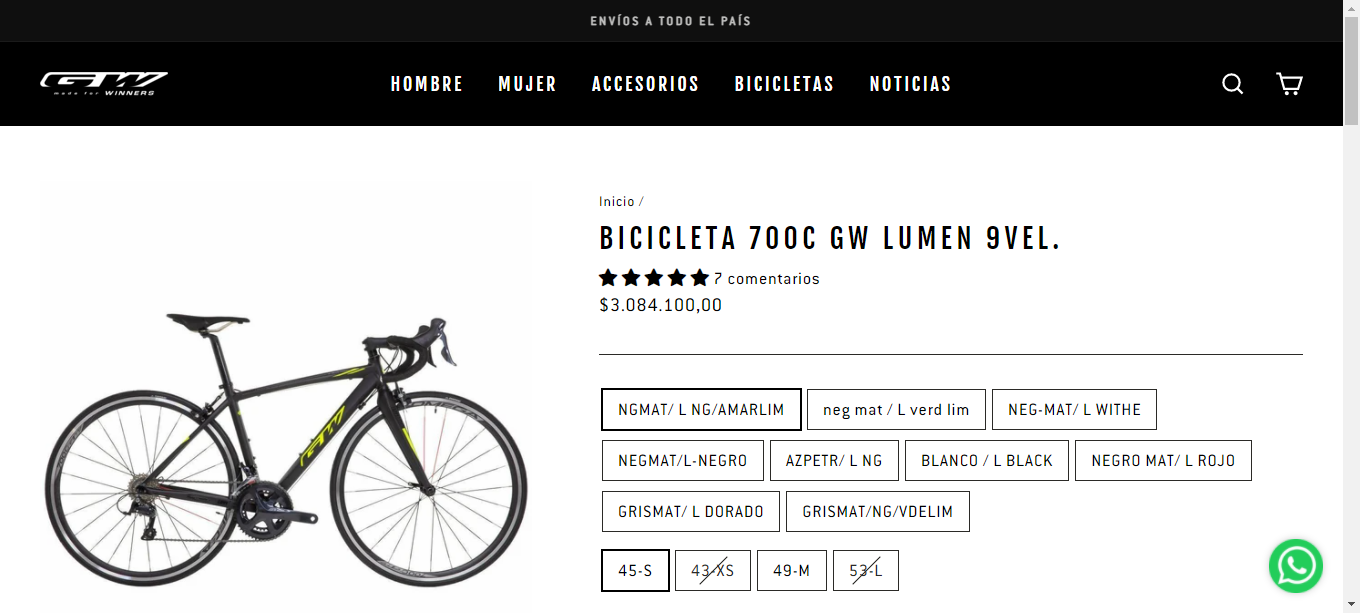 ENVÍOS A TODO EL PAÍS
GW
made for WINNERS
HOMBRE MUJER ACCESORIOS BICICLETAS NOTICIAS
Inicio /
BICICLETA 700C GW LUMEN 9VEL.
7 comentarios
$3.084.100,00
NGMAT/ L NG/AMARLIM neg mat / L verd lim NEG-MAT/ L WITHE
NEGMAT/L-NEGRO AZPETR/ L NG BLANCO / L BLACK NEGRO MAT/ L ROJO
GRISMAT/ L DORADO GRISMAT/NG/VDELIM
45-S 43-XS 49-M 53-L
GW